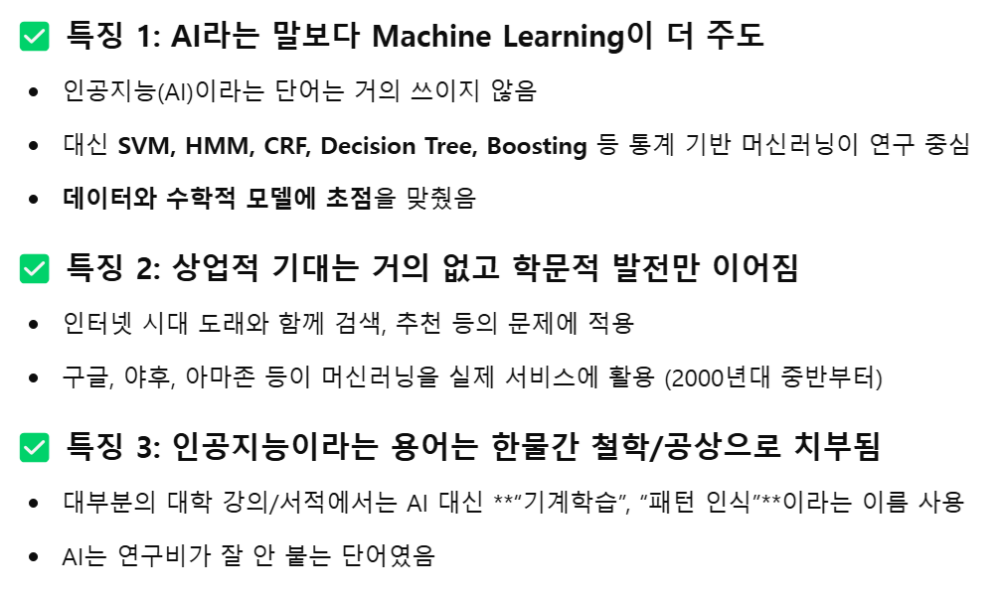 ✅ 특징 1: AI라는 말보다 Machine Learning이 더 주도
• 인공지능(AI)이라는 단어는 거의 쓰이지 않음
• 대신 SVM, HMM, CRF, Decision Tree, Boosting 등 통계 기반 머신러닝이 연구 중심
• 데이터와 수학적 모델에 초점을 맞췄음
✅ 특징 2: 상업적 기대는 거의 없고 학문적 발전만 이어짐
• 인터넷 시대 도래와 함께 검색, 추천 등의 문제에 적용
• 구글, 야후, 아마존 등이 머신러닝을 실제 서비스에 활용 (2000년대 중반부터)
✅ 특징 3: 인공지능이라는 용어는 한물간 철학/공상으로 치부됨
• 대부분의 대학 강의/서적에서는 AI 대신 **“기계학습”, “패턴 인식”**이라는 이름 사용
• AI는 연구비가 잘 안 붙는 단어였음